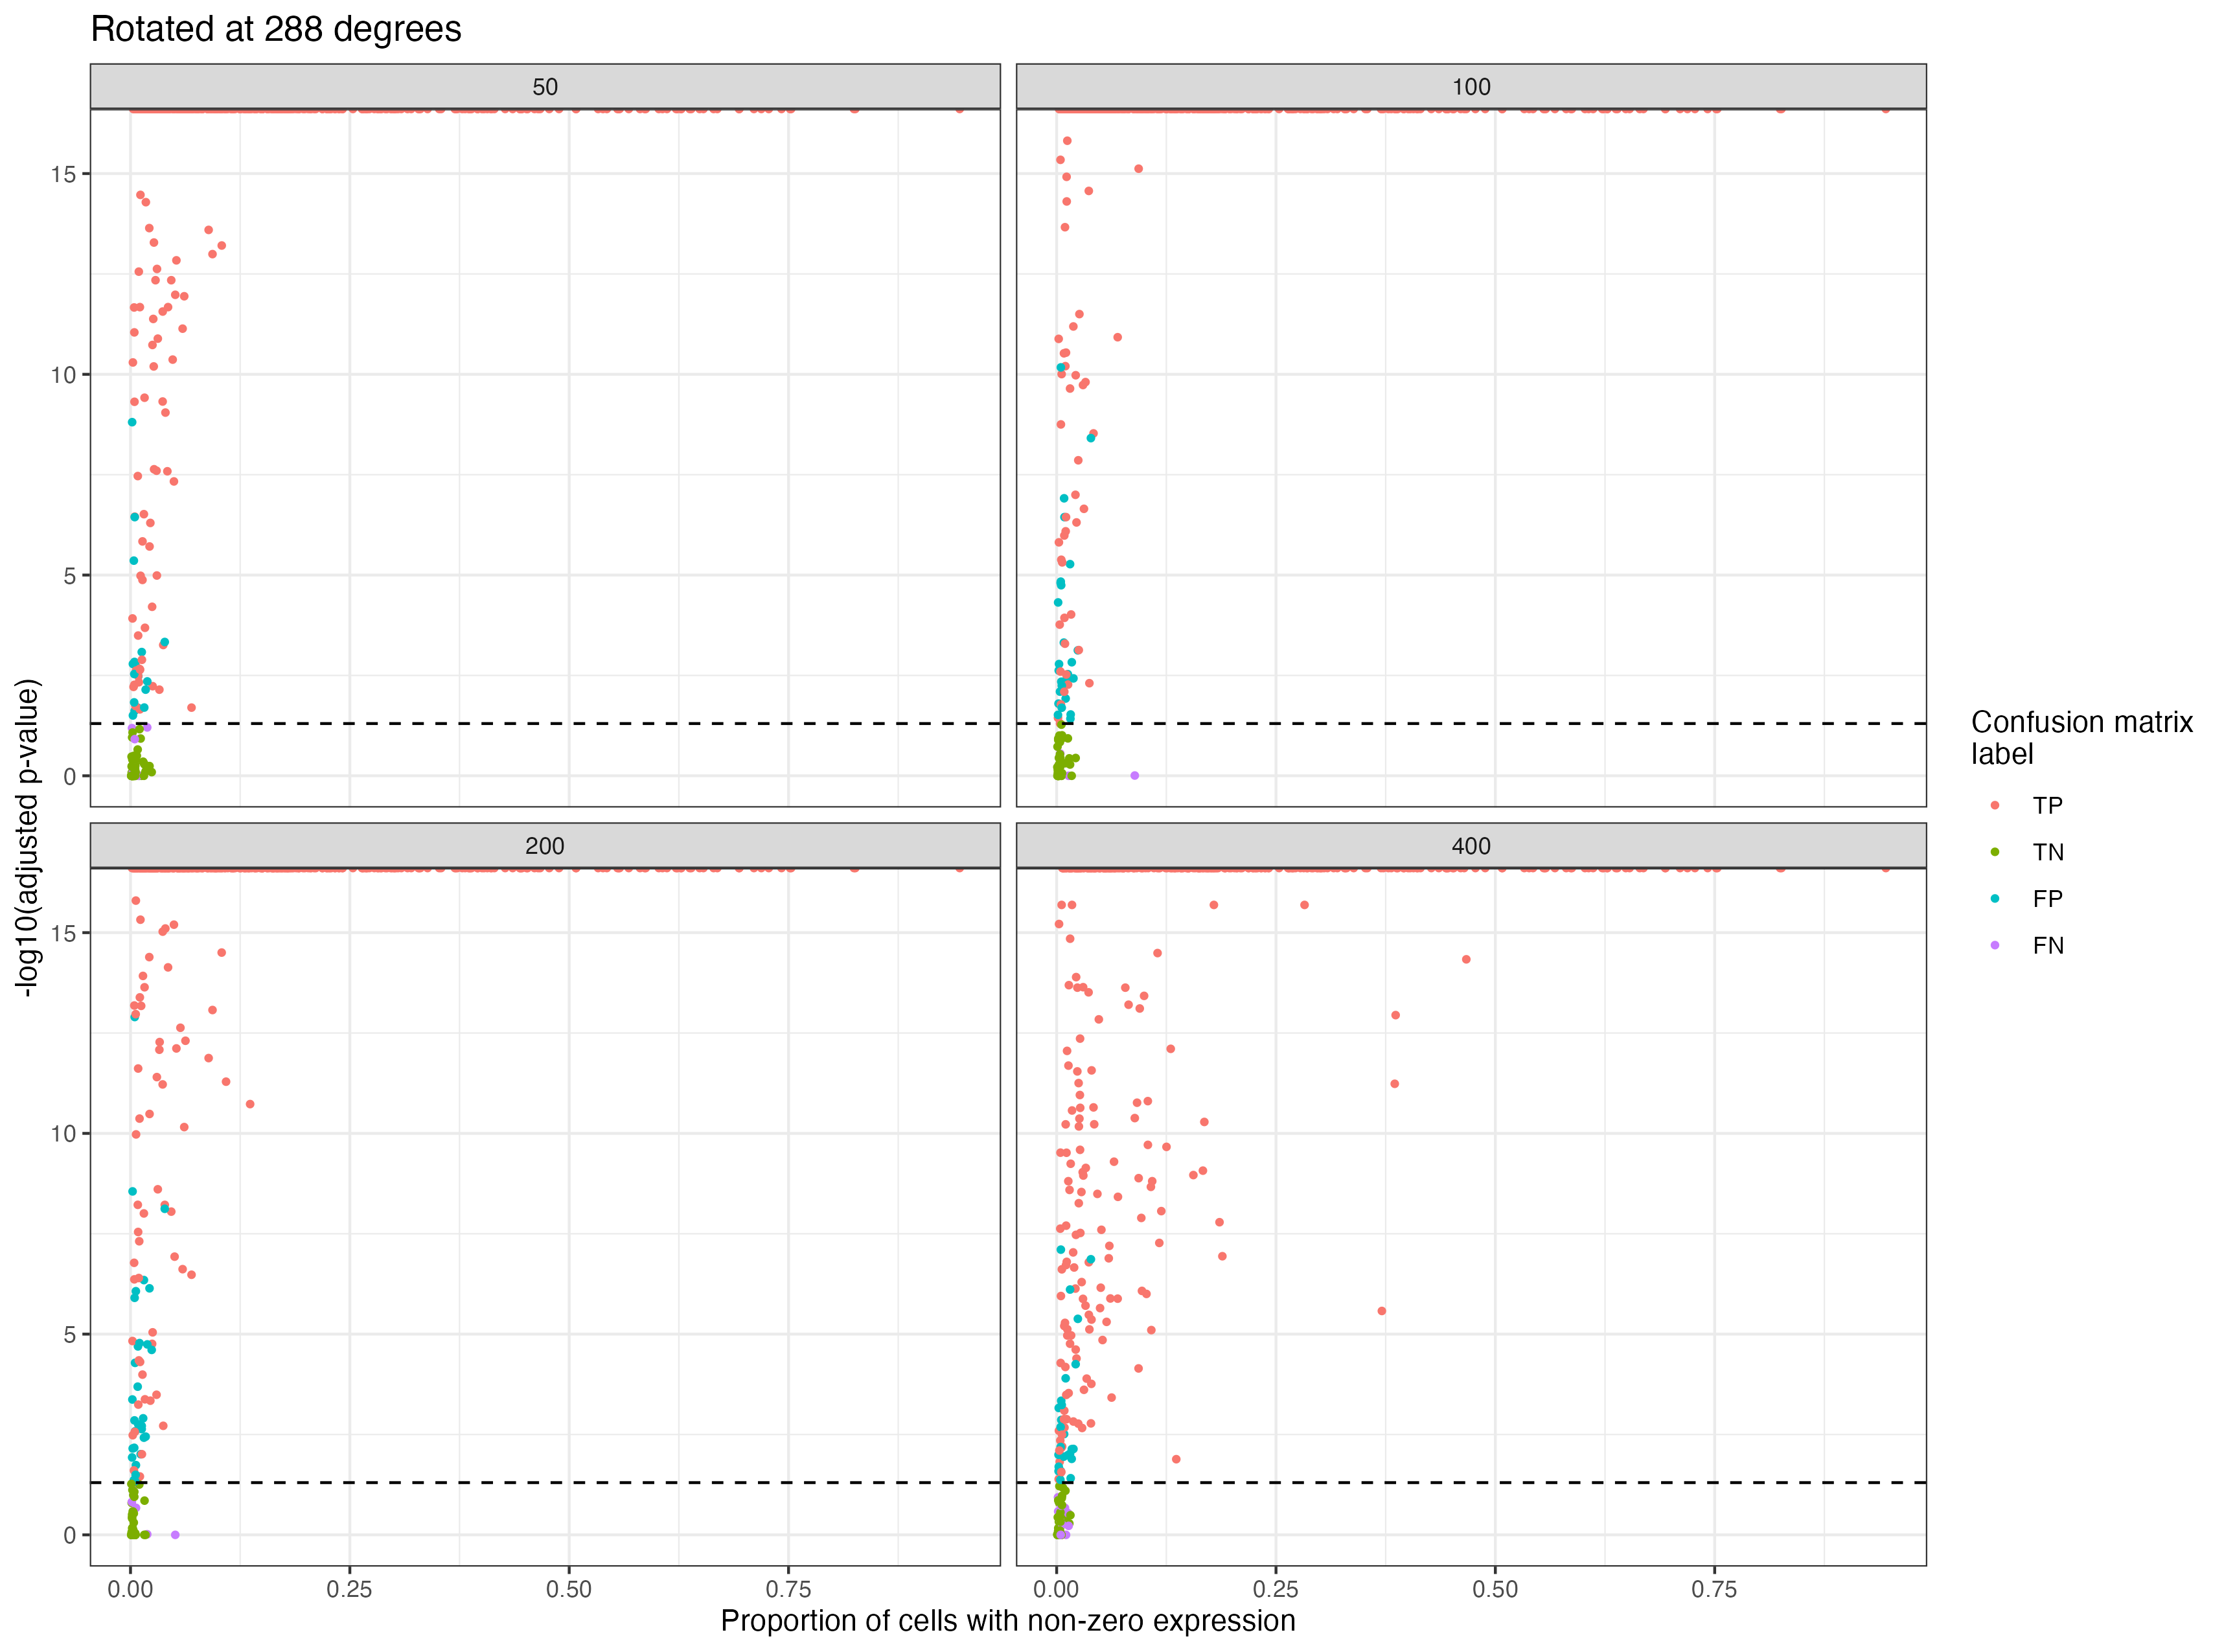 Rotated at 288 degrees
50
100
15
10
5
0
200
400
15
10
5
0
0.00
0.25
0.50
0.75
0.00
0.25
0.50
0.75
Proportion of cells with non-zero expression
-log10(adjusted p-value)
Confusion matrix
label
TP
TN
FP
FN